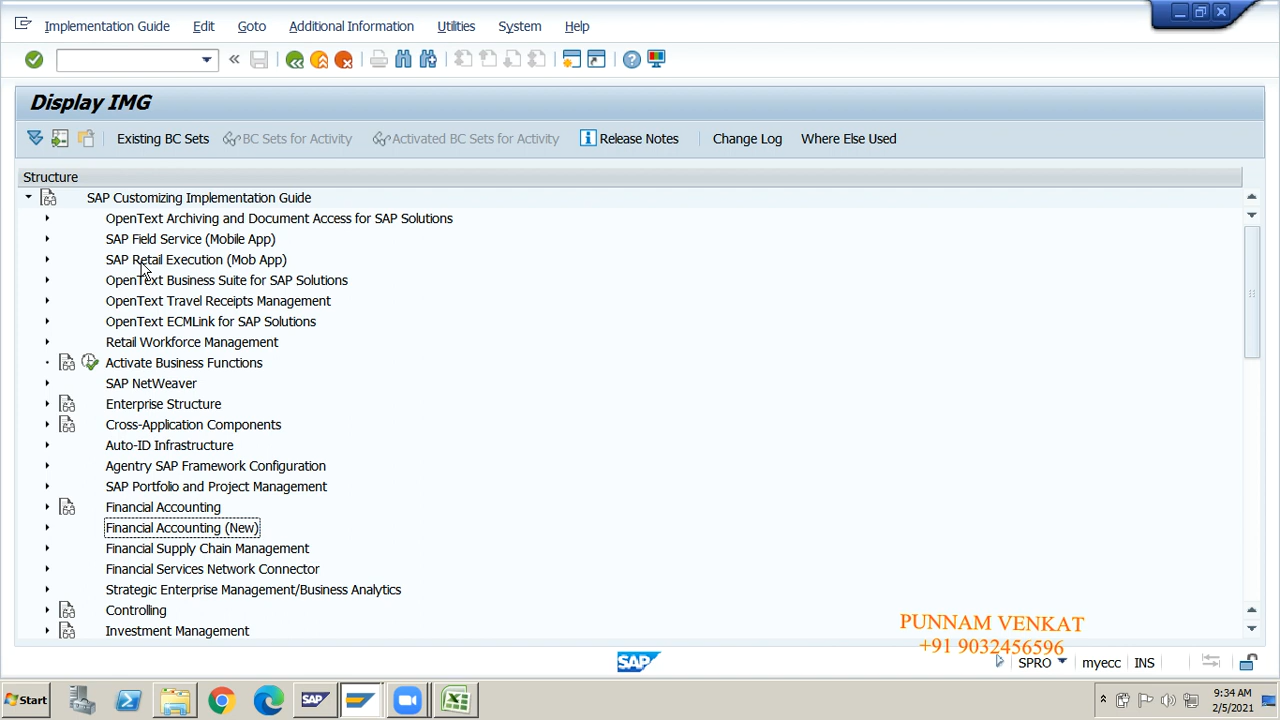 Implementation Guide Edit Goto Additional Information Utilities System Help
Display IMG
Existing BC Sets BC Sets for Activity Activated BC Sets for Activity Release Notes Change Log Where Else Used
Structure
SAP Customizing Implementation Guide
OpenText Archiving and Document Access for SAP Solutions
SAP Field Service (Mobile App)
SAP Retail Execution (Mob App)
OpenText Business Suite for SAP Solutions
OpenText Travel Receipts Management
OpenText ECMLink for SAP Solutions
Retail Workforce Management
Activate Business Functions
SAP NetWeaver
Enterprise Structure
Cross-Application Components
Auto-ID Infrastructure
Agentry SAP Framework Configuration
SAP Portfolio and Project Management
Financial Accounting
Financial Accounting (New)
Financial Supply Chain Management
Financial Services Network Connector
Strategic Enterprise Management/Business Analytics
Controlling
Investment Management
PUNNAM VENKAT
+91 9032456596
SAP SPRO myecc INS
Start SAP 9:34 AM
2/5/2021